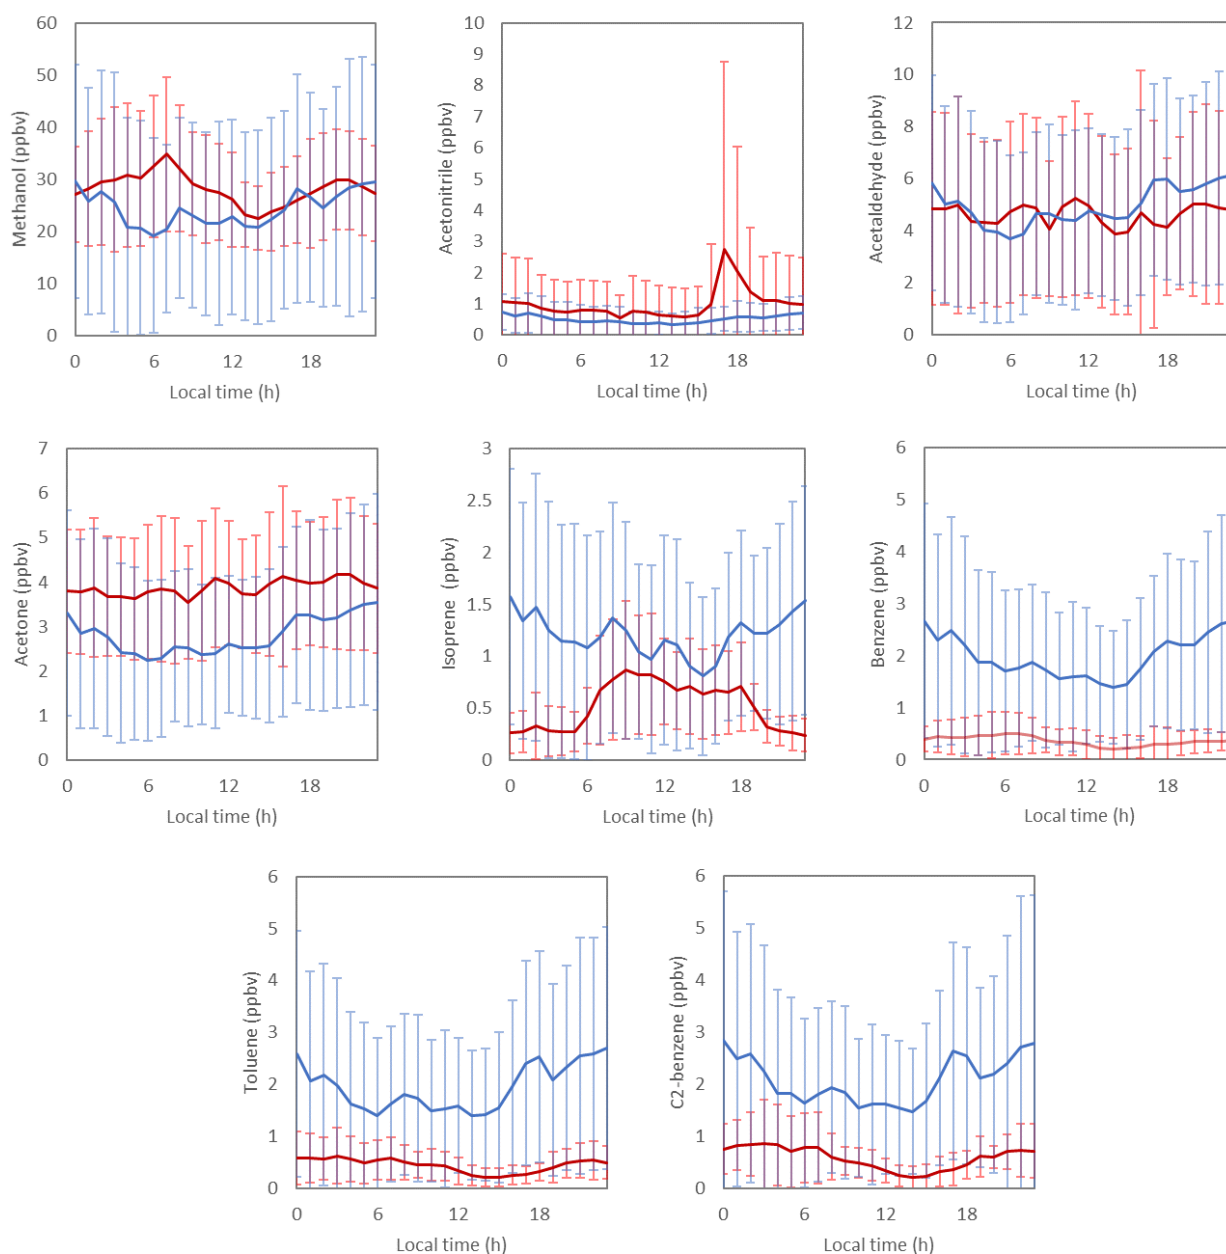 Methanol (ppbv)
60
50
40
30
20
10
0
0 6 12 18
Local time (h)
Acetonitrile (ppbv)
10
9
8
7
6
5
4
3
2
1
0
0 6 12 18
Local time (h)
Acetaldehyde (ppbv)
12
10
8
6
4
2
0
0 6 12 18
Local time (h)
Acetone (ppbv)
7
6
5
4
3
2
1
0
0 6 12 18
Local time (h)
Isoprene (ppbv)
3
2.5
2
1.5
1
0.5
0
0 6 12 18
Local time (h)
Benzene (ppbv)
6
5
4
3
2
1
0
0 6 12 18
Local time (h)
Toluene (ppbv)
6
5
4
3
2
1
0
0 6 12 18
Local time (h)
C2-benzene (ppbv)
6
5
4
3
2
1
0
0 6 12 18
Local time (h)